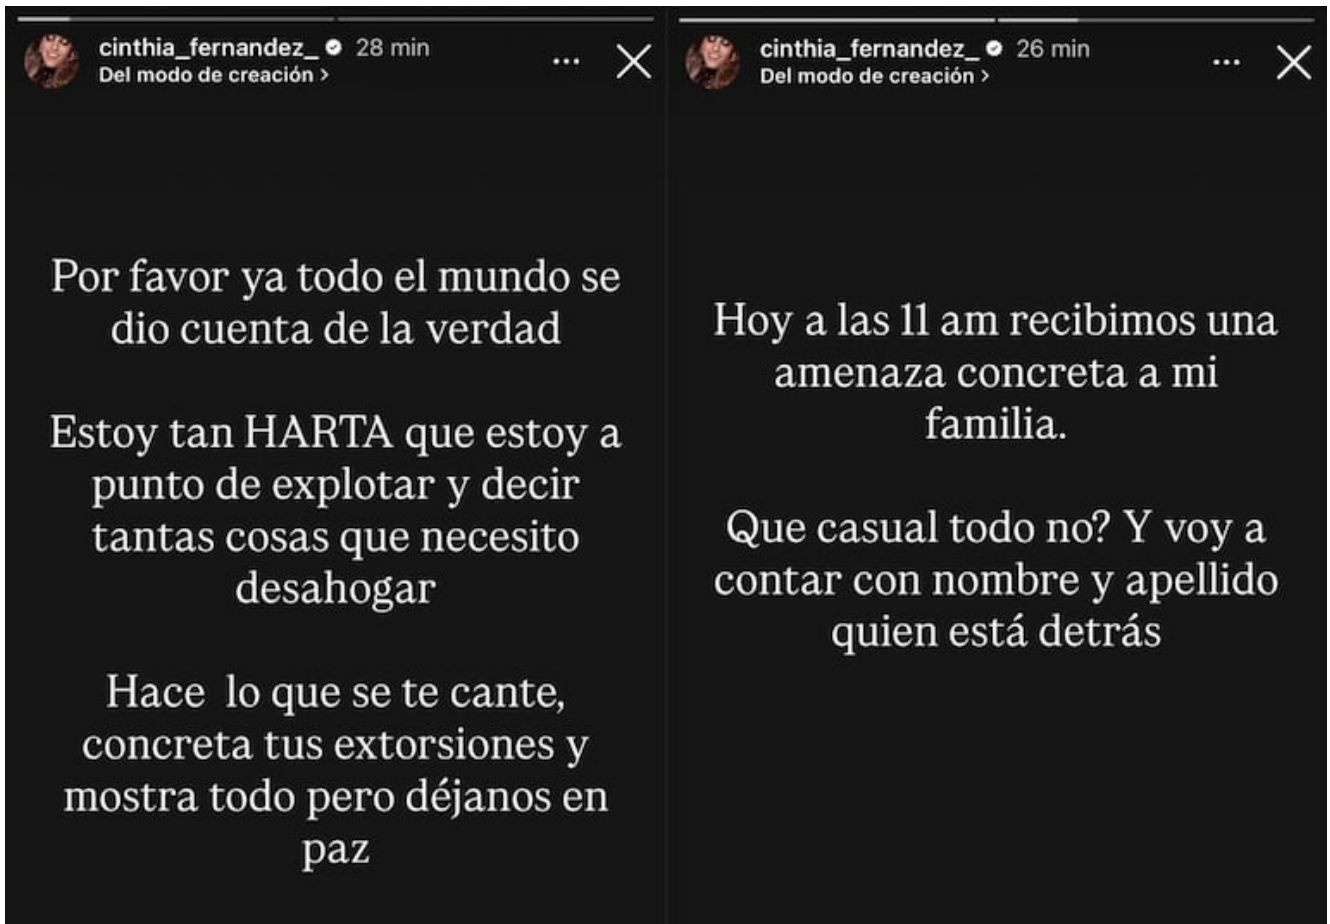 cinthia_fernandez_ 28 min
Del modo de creación >
Por favor ya todo el mundo se
dio cuenta de la verdad
Estoy tan HARTA que estoy a
punto de explotar y decir
tantas cosas que necesito
desahogar
Hace  lo que se te cante,
concreta tus extorsiones y
mostra todo pero déjanos en
paz
cinthia_fernandez_ 26 min
Del modo de creación >
Hoy a las 11 am recibimos una
amenaza concreta a mi
familia.
Que casual todo no? Y voy a
contar con nombre y apellido
quien está detrás